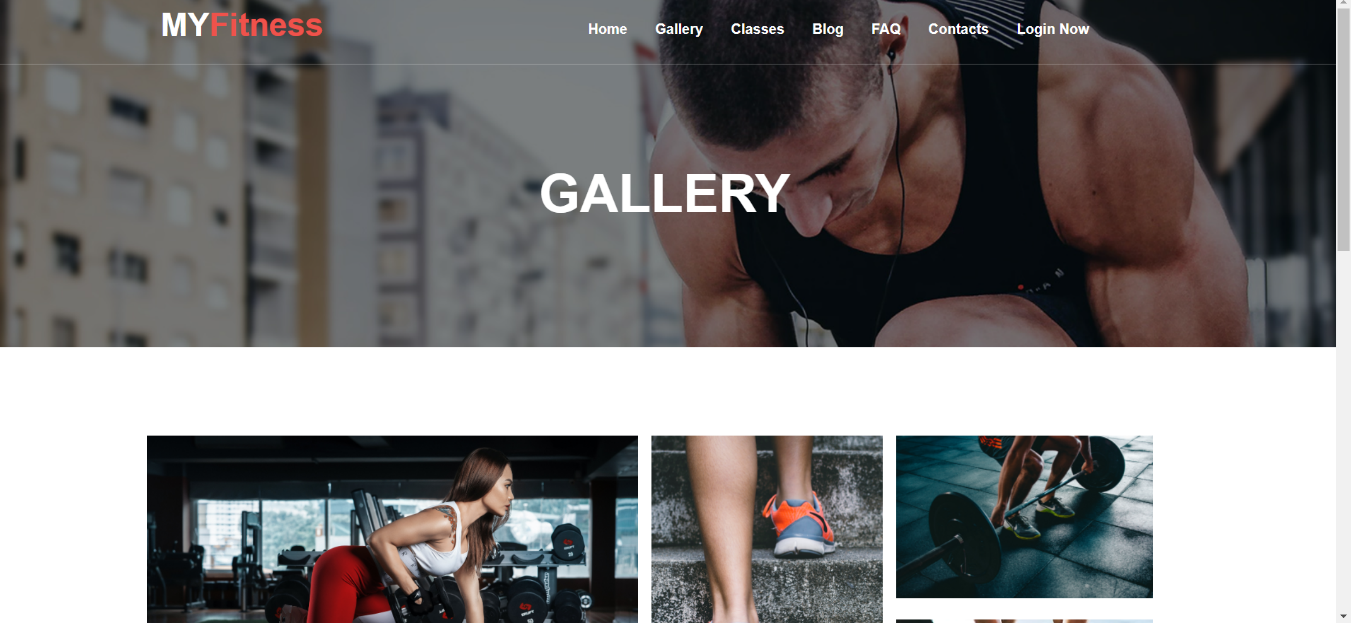 MYFitness
Home Gallery Classes Blog FAQ Contacts Login Now
GALLERY